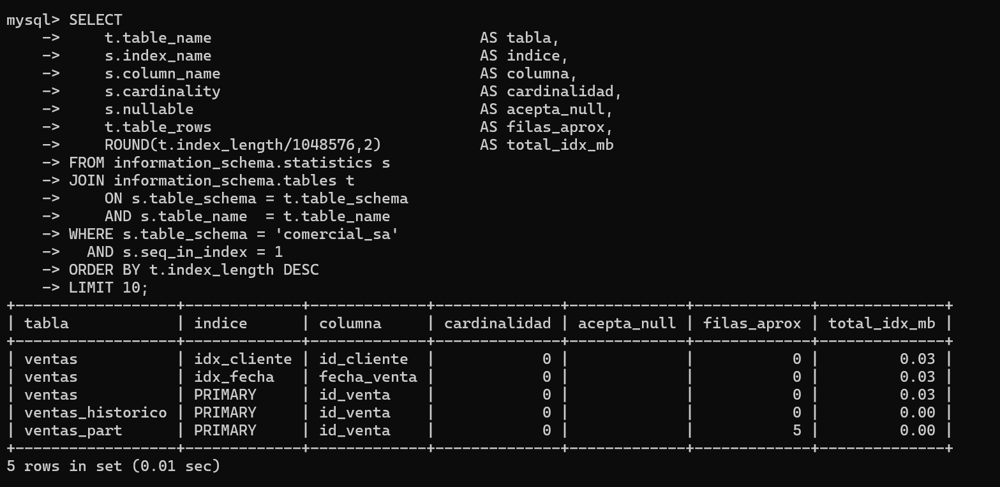 mysql> SELECT
    ->     t.table_name                              AS tabla,
    ->     s.index_name                              AS indice,
    ->     s.column_name                             AS columna,
    ->     s.cardinality                             AS cardinalidad,
    ->     s.nullable                                AS acepta_null,
    ->     t.table_rows                              AS filas_aprox,
    ->     ROUND(t.index_length/1048576,2)           AS total_idx_mb
    -> FROM information_schema.statistics s
    -> JOIN information_schema.tables t
    ->     ON s.table_schema = t.table_schema
    ->     AND s.table_name  = t.table_name
    -> WHERE s.table_schema = 'comercial_sa'
    ->   AND s.seq_in_index = 1
    -> ORDER BY t.index_length DESC
    -> LIMIT 10;
+------------------+-------------+-------------+--------------+-------------+-------------+--------------+
| tabla            | indice      | columna     | cardinalidad | acepta_null | filas_aprox | total_idx_mb |
+------------------+-------------+-------------+--------------+-------------+-------------+--------------+
| ventas           | idx_cliente | id_cliente  |            0 |             |           0 |         0.03 |
| ventas           | idx_fecha   | fecha_venta |            0 |             |           0 |         0.03 |
| ventas           | PRIMARY     | id_venta    |            0 |             |           0 |         0.03 |
| ventas_historico | PRIMARY     | id_venta    |            0 |             |           0 |         0.00 |
| ventas_part      | PRIMARY     | id_venta    |            0 |             |           5 |         0.00 |
+------------------+-------------+-------------+--------------+-------------+-------------+--------------+
5 rows in set (0.01 sec)